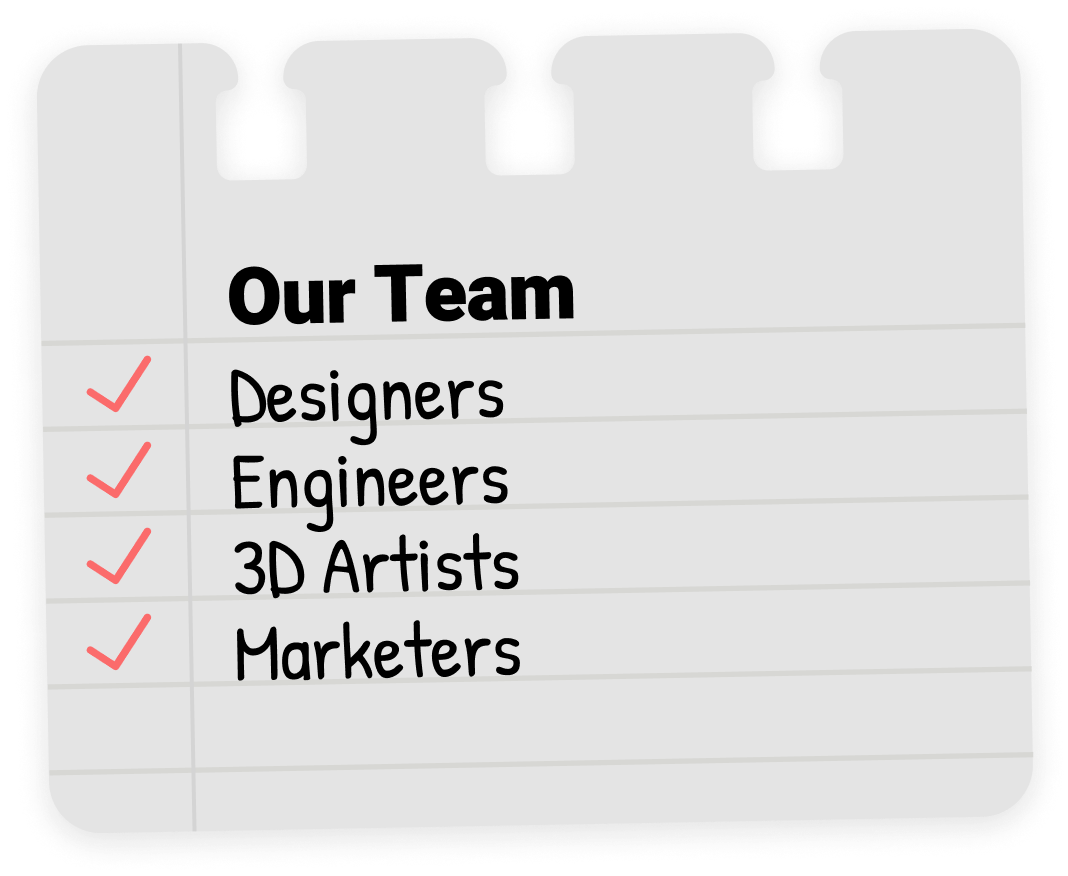 Our Team
Designers
Engineers
3D Artists
Marketers